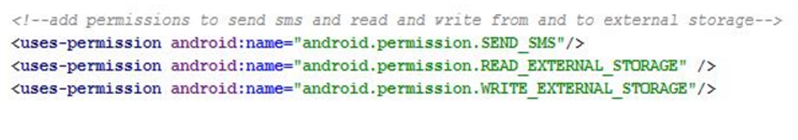 <!--add permissions to send sms and read and write from and to external storage-->
<uses-permission android:name="android.permission.SEND_SMS"/>
<uses-permission android:name="android.permission.READ_EXTERNAL_STORAGE" />
<uses-permission android:name="android.permission.WRITE_EXTERNAL_STORAGE"/>